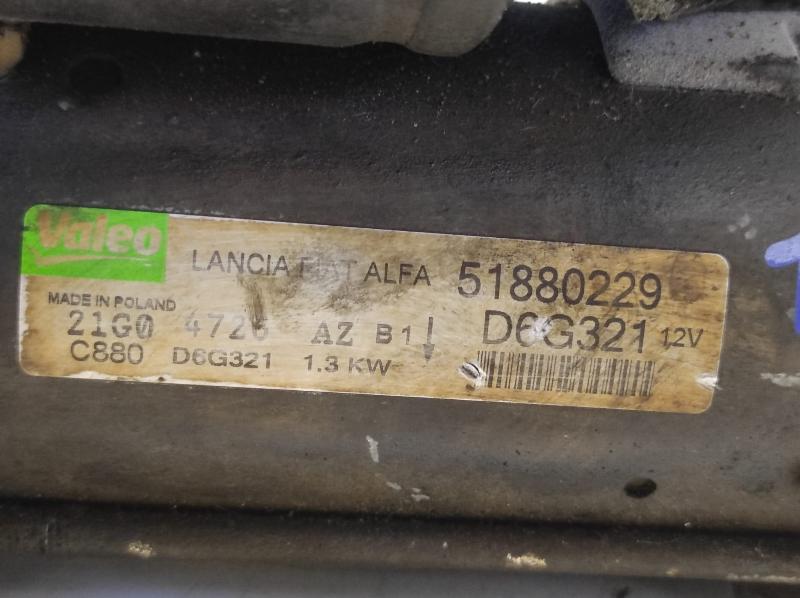 Valeo
LANCIA FIAT ALFA 51880229
MADE IN POLAND
21G0 4726 AZ B1 D6G321 12V
C880 D6G321 1.3 KW